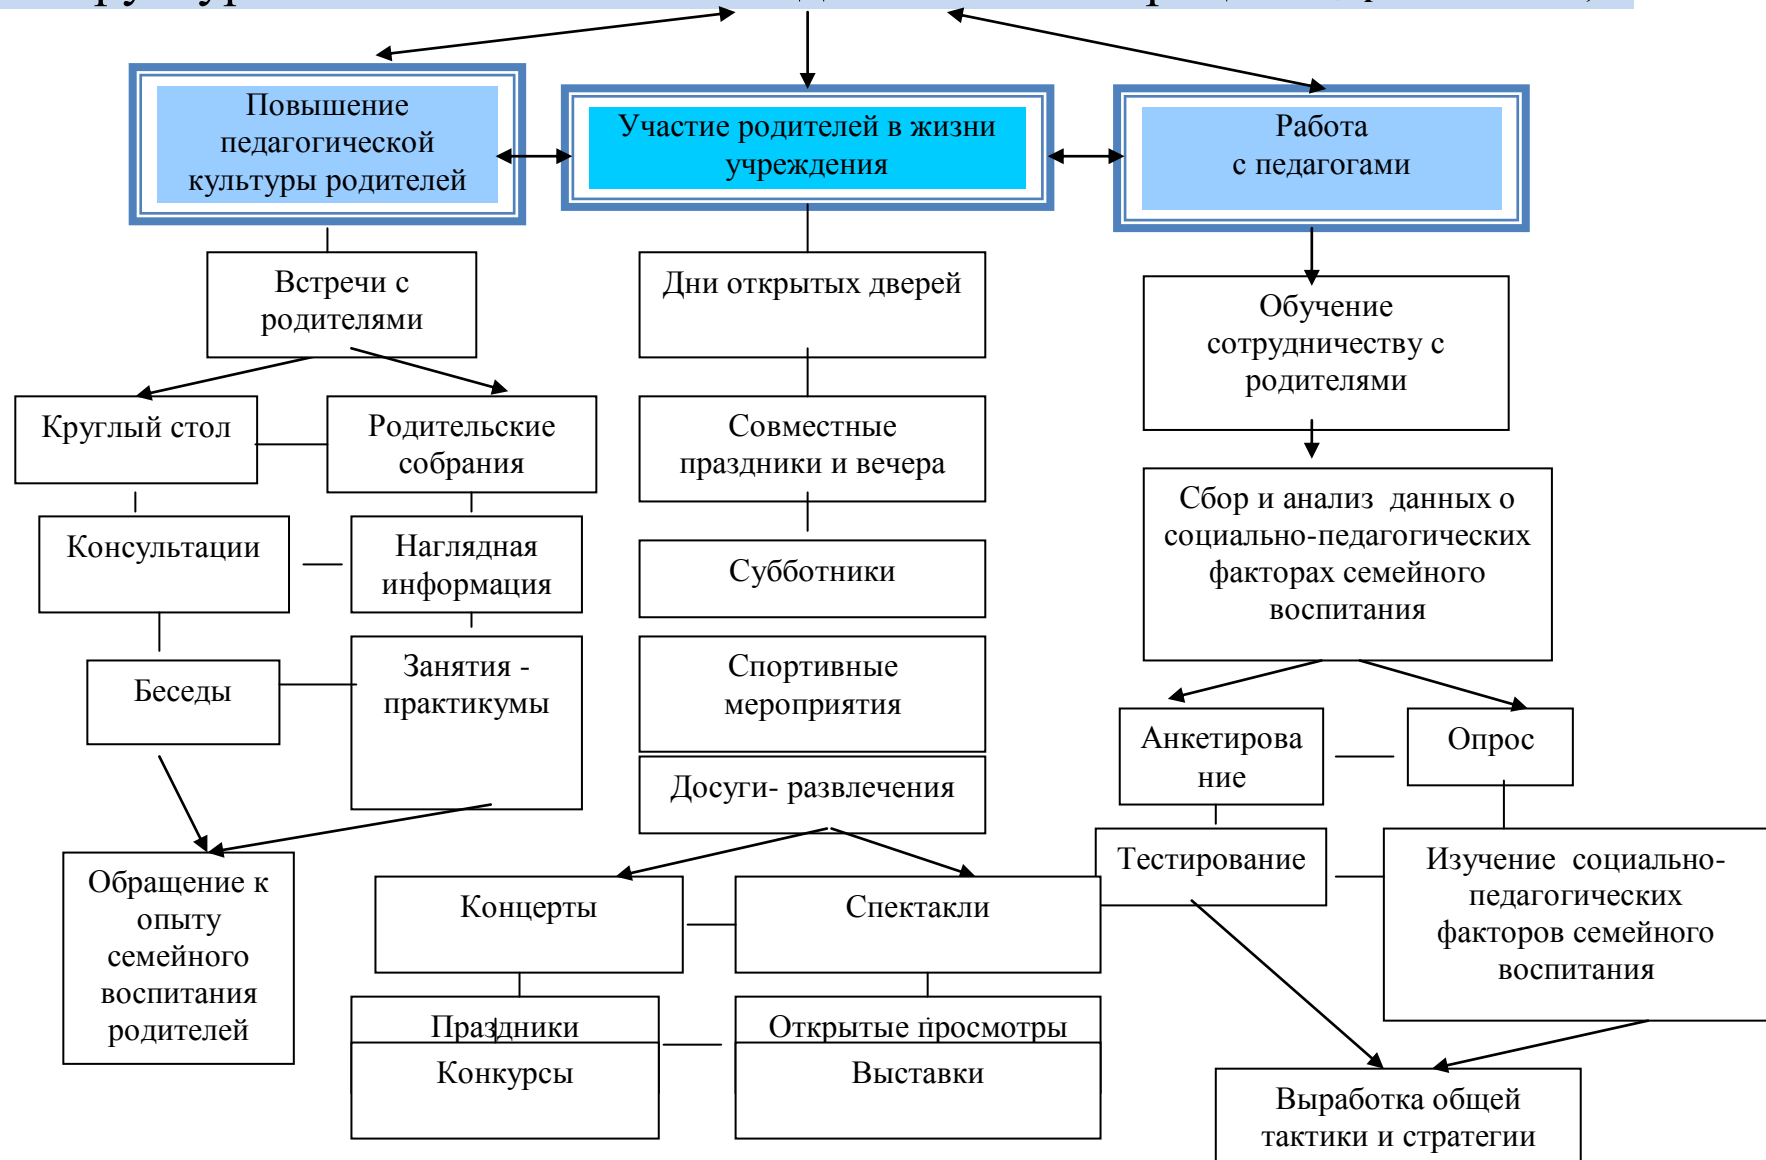 Повышение
педагогической
культуры родителей
Участие родителей в жизни
учреждения
Работа
с педагогами
Встречи с
родителями
Дни открытых дверей
Обучение
сотрудничеству с
родителями
Круглый стол
Родительские
собрания
Совместные
праздники и вечера
Сбор и анализ  данных о
социально-педагогических
факторах семейного
воспитания
Консультации
Наглядная
информация
Субботники
Беседы
Занятия -
практикумы
Спортивные
мероприятия
Анкетирова
ние
Опрос
Досуги- развлечения
Тестирование
Изучение  социально-
педагогических
факторов семейного
воспитания
Обращение к
опыту
семейного
воспитания
родителей
Концерты
Спектакли
Праздники
Открытые просмотры
Конкурсы
Выставки
Выработка общей
тактики и стратегии